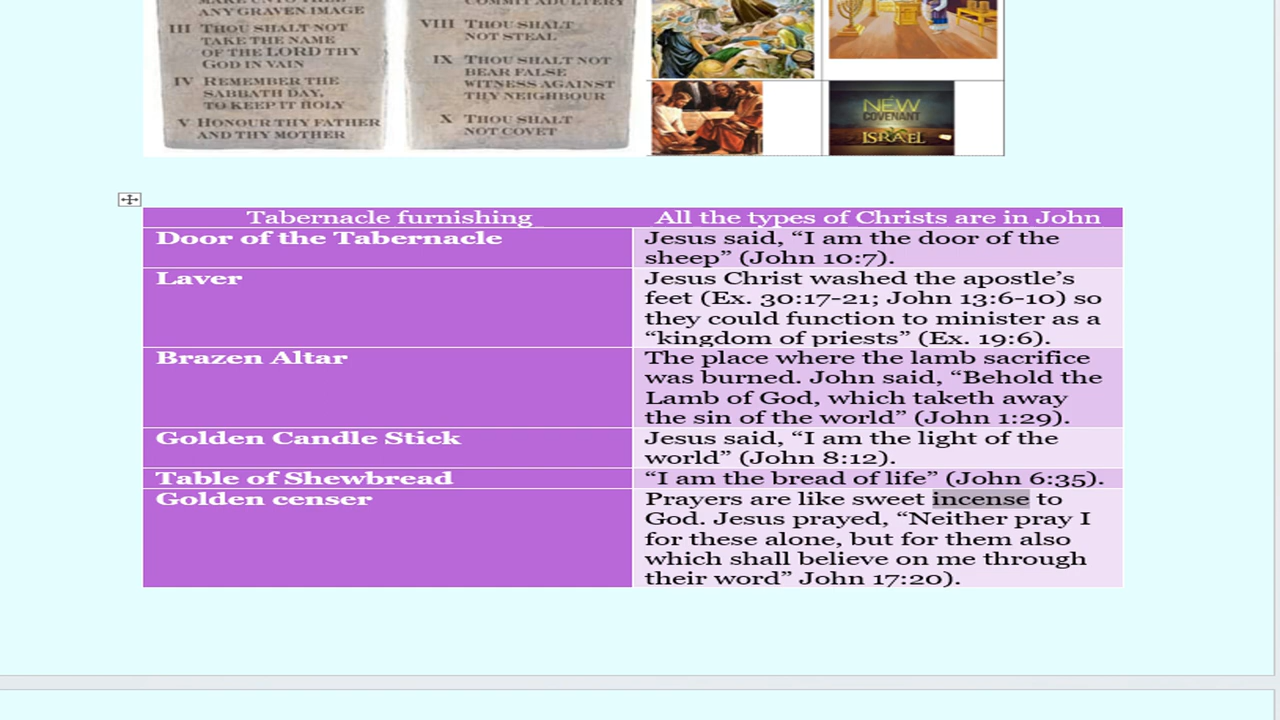 ANY GRAVEN IMAGE
III THOU SHALT NOT
TAKE THE NAME
OF THE LORD THY
GOD IN VAIN
IV REMEMBER THE
SABBATH DAY,
TO KEEP IT HOLY
V HONOUR THY FATHER
AND THY MOTHER
COMMIT ADULTERY
VIII THOU SHALT
NOT STEAL
IX THOU SHALT NOT
BEAR FALSE
WITNESS AGAINST
THY NEIGHBOUR
X THOU SHALT
NOT COVET
NEW
COVENANT
ISRAEL
Tabernacle furnishing
All the types of Christs are in John
Door of the Tabernacle
Jesus said, “I am the door of the
sheep” (John 10:7).
Laver
Jesus Christ washed the apostle’s
feet (Ex. 30:17-21; John 13:6-10) so
they could function to minister as a
“kingdom of priests” (Ex. 19:6).
Brazen Altar
The place where the lamb sacrifice
was burned. John said, “Behold the
Lamb of God, which taketh away
the sin of the world” (John 1:29).
Golden Candle Stick
Jesus said, “I am the light of the
world” (John 8:12).
Table of Shewbread
“I am the bread of life” (John 6:35).
Golden censer
Prayers are like sweet incense to
God. Jesus prayed, “Neither pray I
for these alone, but for them also
which shall believe on me through
their word” John 17:20).